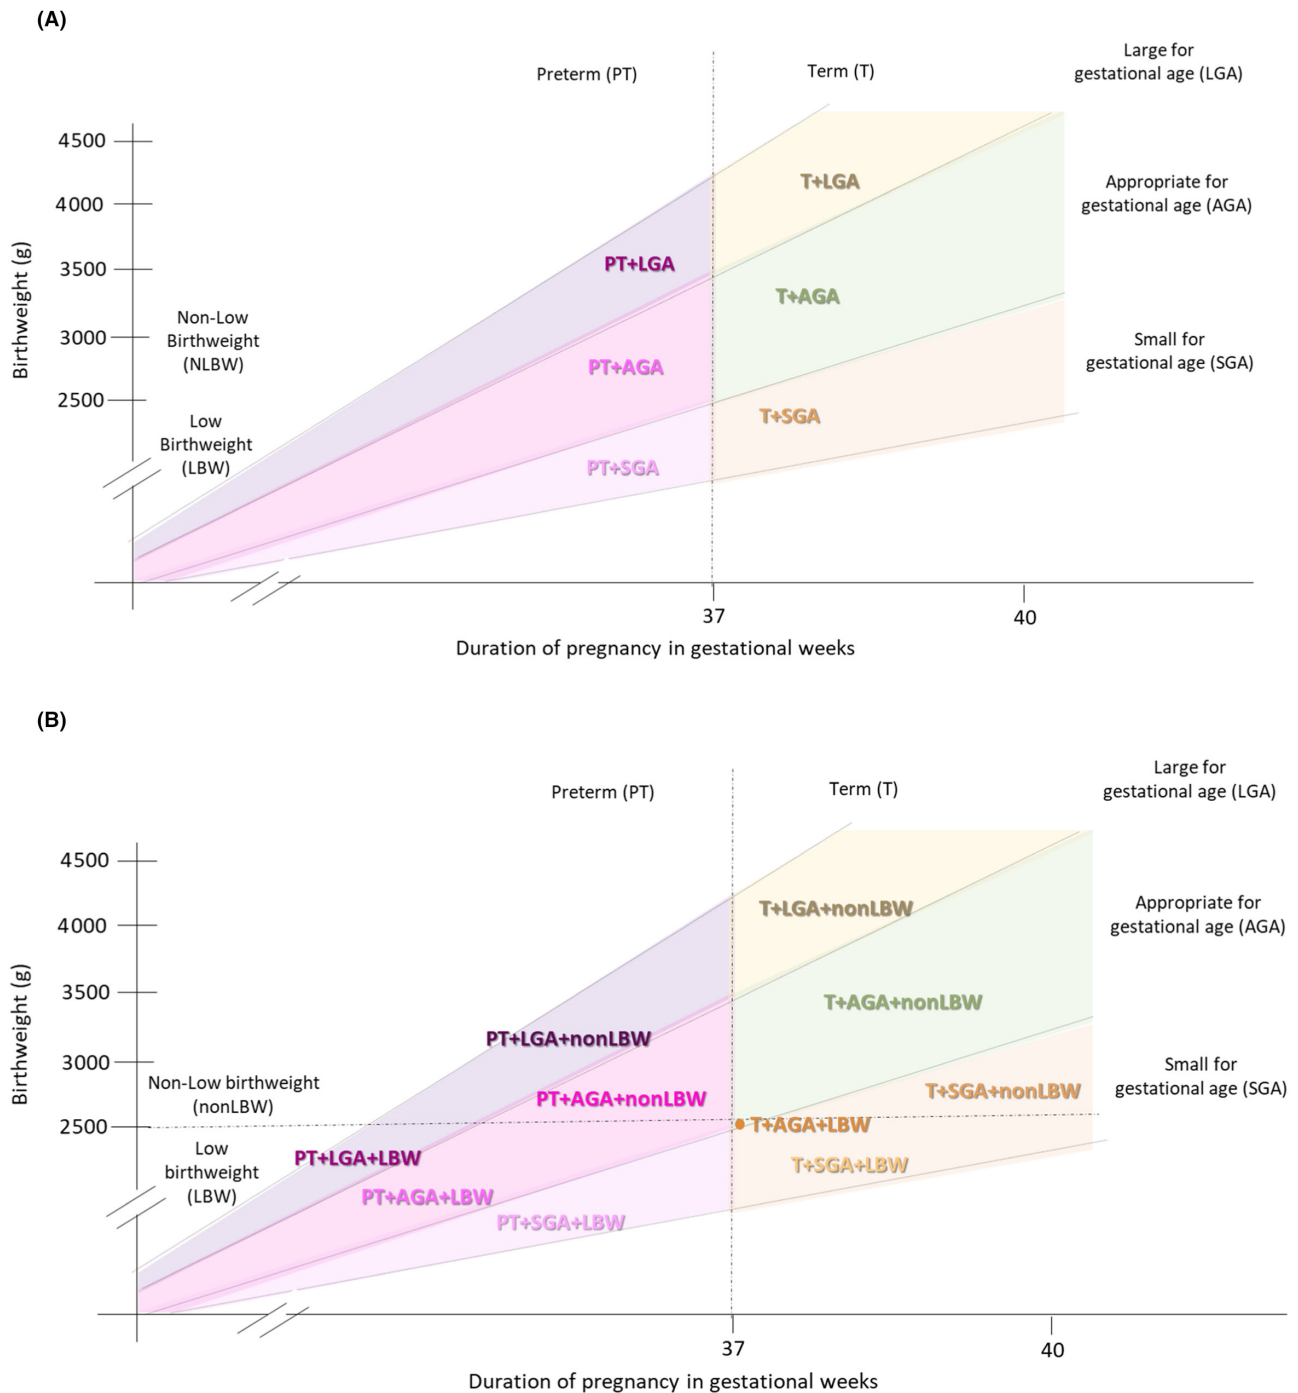 (A)
Large for
gestational age (LGA)
Preterm (PT)
Term (T)
4500
T+LGA
Appropriate for
gestational age (AGA)
4000
PT+LGA
3500
T+AGA
Birthweight (g)
Non-Low
Birthweight
(NLBW)
3000
Small for
gestational age (SGA)
PT+AGA
2500
T+SGA
Low
Birthweight
(LBW)
PT+SGA
37
40
Duration of pregnancy in gestational weeks
(B)
Large for
gestational age (LGA)
Preterm (PT)
Term (T)
4500
T+LGA+nonLBW
Appropriate for
gestational age (AGA)
4000
3500
T+AGA+nonLBW
Birthweight (g)
PT+LGA+nonLBW
3000
Non-Low birthweight
(nonLBW)
Small for
gestational age (SGA)
PT+AGA+nonLBW
T+SGA+nonLBW
2500
T+AGA+LBW
Low
birthweight
(LBW)
PT+LGA+LBW
T+SGA+LBW
PT+AGA+LBW
PT+SGA+LBW
37
40
Duration of pregnancy in gestational weeks